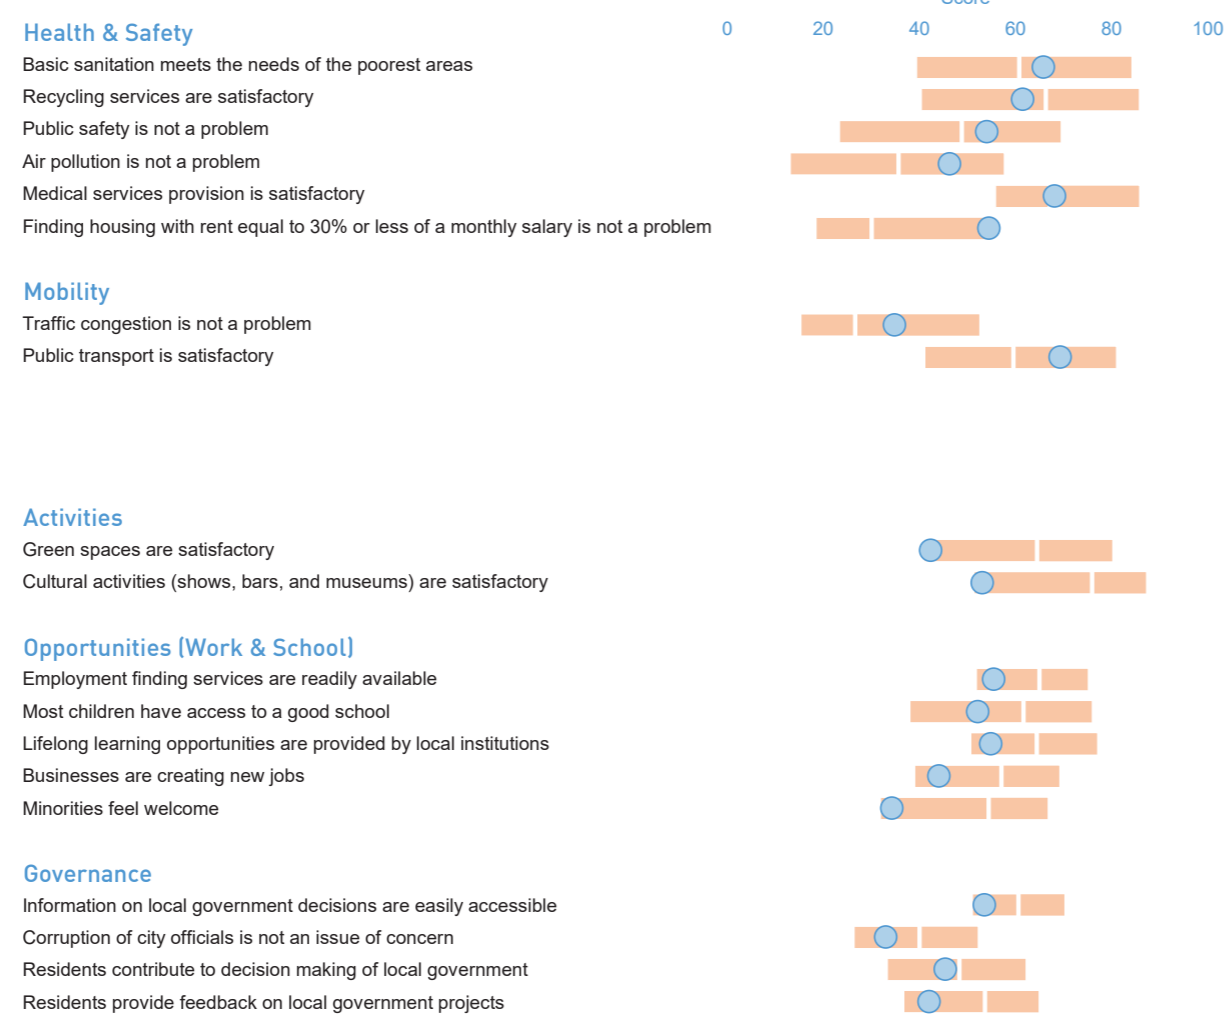 Score
Health & Safety 0 20 40 60 80 100
Basic sanitation meets the needs of the poorest areas
Recycling services are satisfactory
Public safety is not a problem
Air pollution is not a problem
Medical services provision is satisfactory
Finding housing with rent equal to 30% or less of a monthly salary is not a problem
Mobility
Traffic congestion is not a problem
Public transport is satisfactory
Activities
Green spaces are satisfactory
Cultural activities (shows, bars, and museums) are satisfactory
Opportunities (Work & School)
Employment finding services are readily available
Most children have access to a good school
Lifelong learning opportunities are provided by local institutions
Businesses are creating new jobs
Minorities feel welcome
Governance
Information on local government decisions are easily accessible
Corruption of city officials is not an issue of concern
Residents contribute to decision making of local government
Residents provide feedback on local government projects